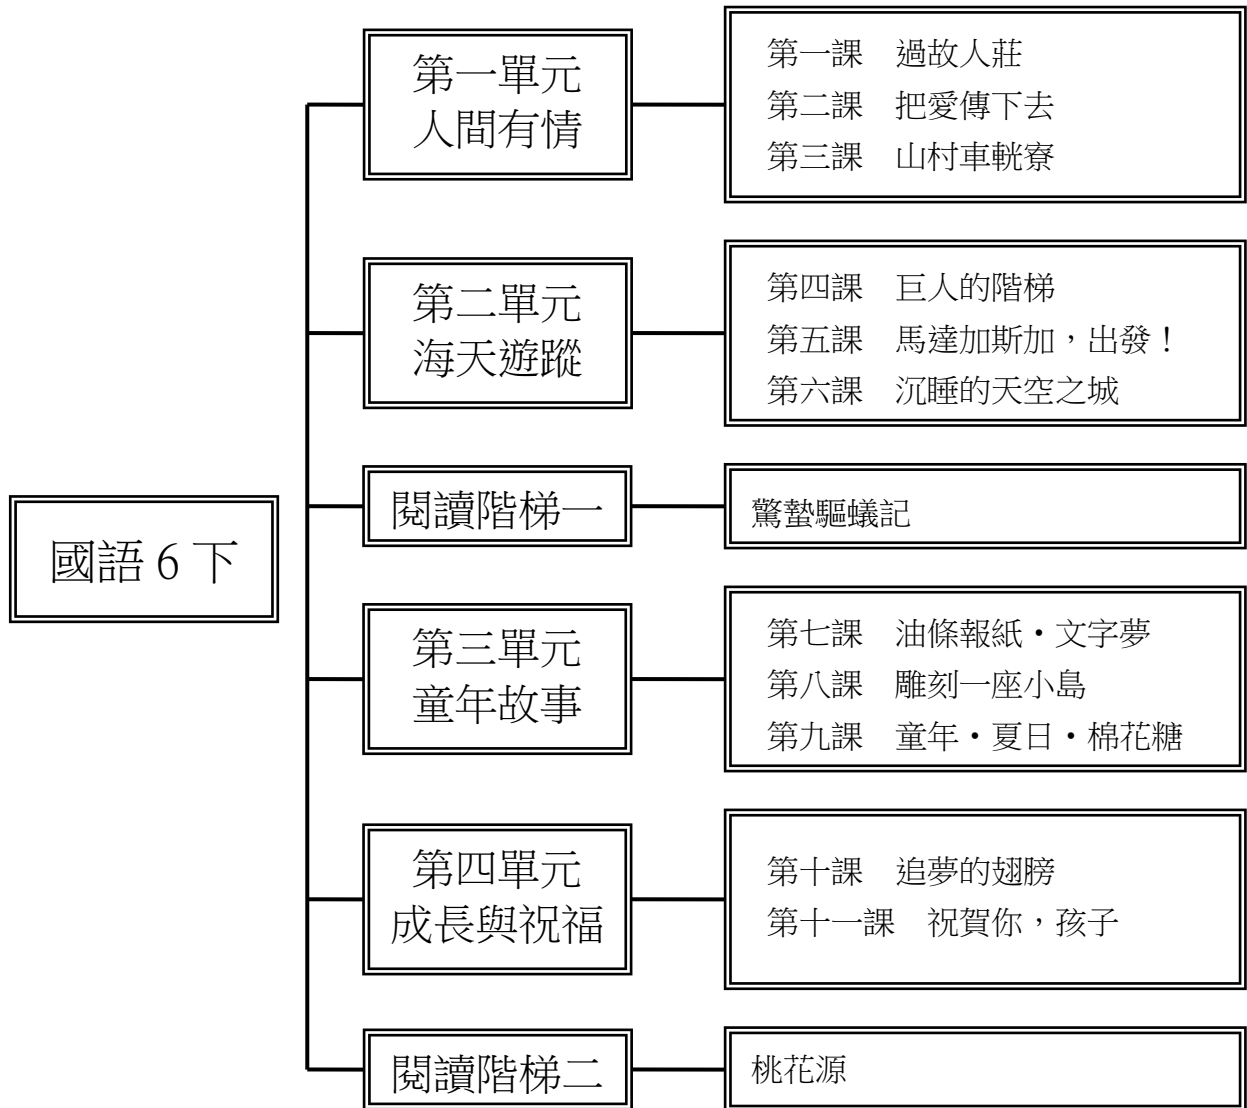 國語 6 下
第一單元
人間有情
第一課　過故人莊
第二課　把愛傳下去
第三課　山村車輄寮
第二單元
海天遊蹤
第四課　巨人的階梯
第五課　馬達加斯加，出發！
第六課　沉睡的天空之城
閱讀階梯一
驚蟄驅蟻記
第三單元
童年故事
第七課　油條報紙・文字夢
第八課　雕刻一座小島
第九課　童年・夏日・棉花糖
第四單元
成長與祝福
第十課　追夢的翅膀
第十一課　祝賀你，孩子
閱讀階梯二
桃花源